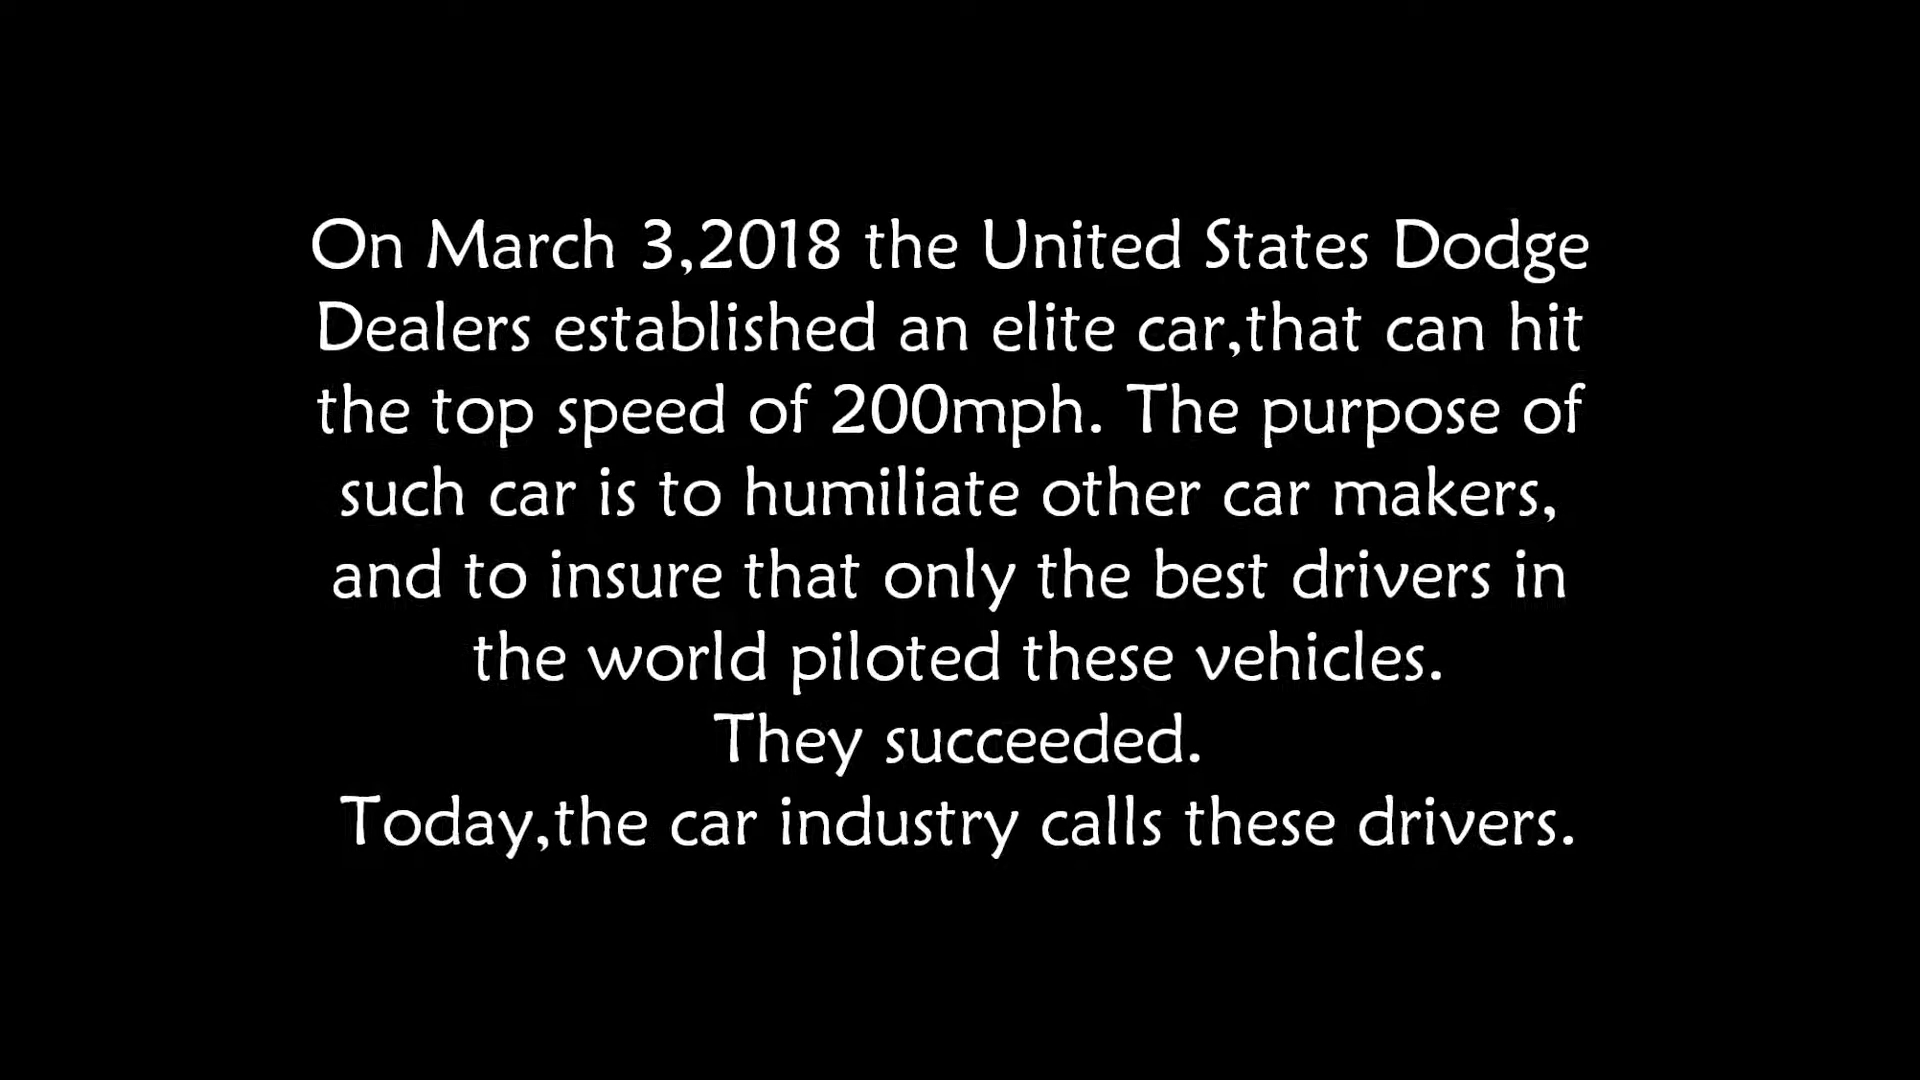 On March 3,2018 the United States Dodge
Dealers established an elite car,that can hit
the top speed of 200mph. The purpose of
such car is to humiliate other car makers,
and to insure that only the best drivers in
the world piloted these vehicles.
They succeeded.
Today,the car industry calls these drivers.